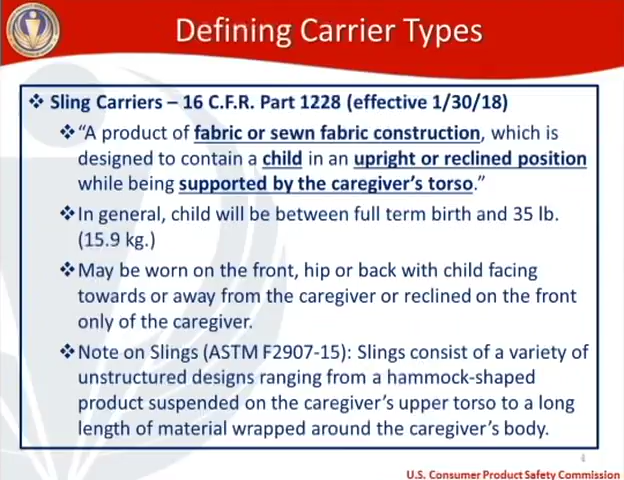 Defining Carrier Types
❖ Sling Carriers – 16 C.F.R. Part 1228 (effective 1/30/18)
❖“A product of fabric or sewn fabric construction, which is
designed to contain a child in an upright or reclined position
while being supported by the caregiver’s torso.”
❖In general, child will be between full term birth and 35 lb.
(15.9 kg.)
❖May be worn on the front, hip or back with child facing
towards or away from the caregiver or reclined on the front
only of the caregiver.
❖Note on Slings (ASTM F2907-15): Slings consist of a variety of
unstructured designs ranging from a hammock-shaped
product suspended on the caregiver’s upper torso to a long
length of material wrapped around the caregiver’s body.
4
U.S. Consumer Product Safety Commission